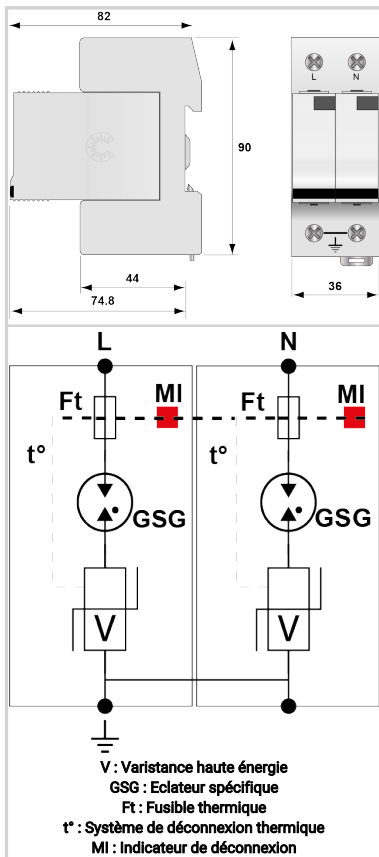 82
L N
90
44
36
74.8
L N
Ft MI Ft MI
t° t°
GSG GSG
V V
V : Varistance haute énergie
GSG : Eclateur spécifique
Ft : Fusible thermique
t° : Système de déconnexion thermique
MI : Indicateur de déconnexion